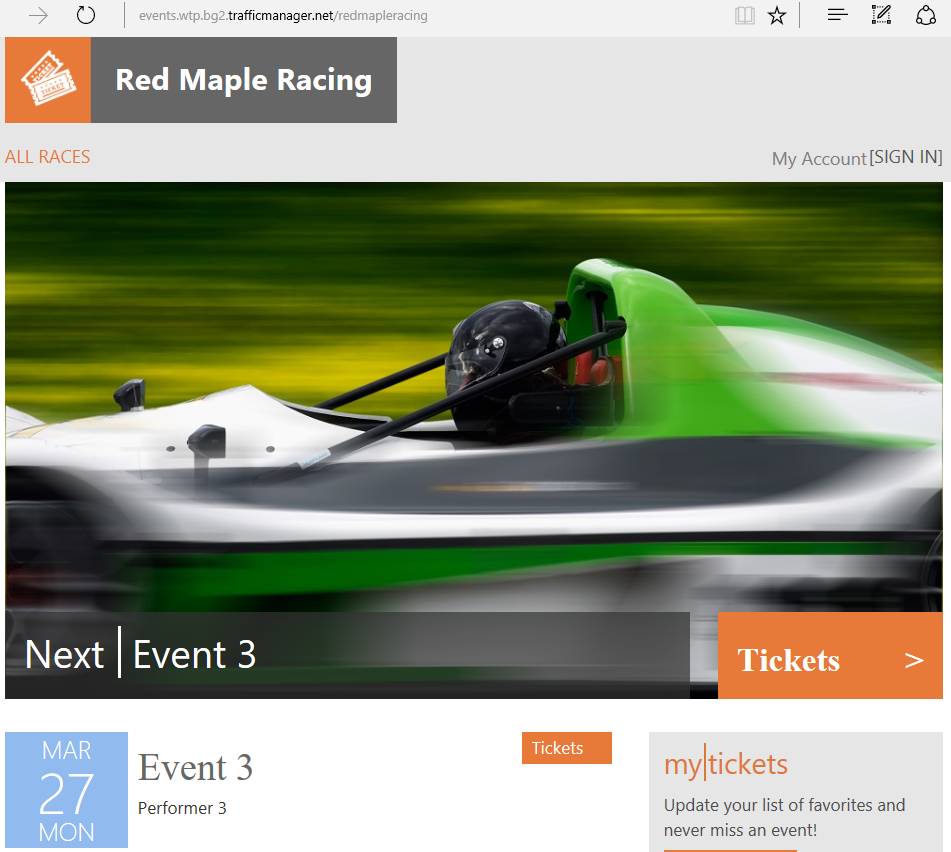 events.wtp.bg2.trafficmanager.net/redmapleracing
Red Maple Racing
ALL RACES
My Account [SIGN IN]
Next | Event 3
Tickets >
MAR
27
MON
Event 3
Performer 3
Tickets
my|tickets
Update your list of favorites and
never miss an event!